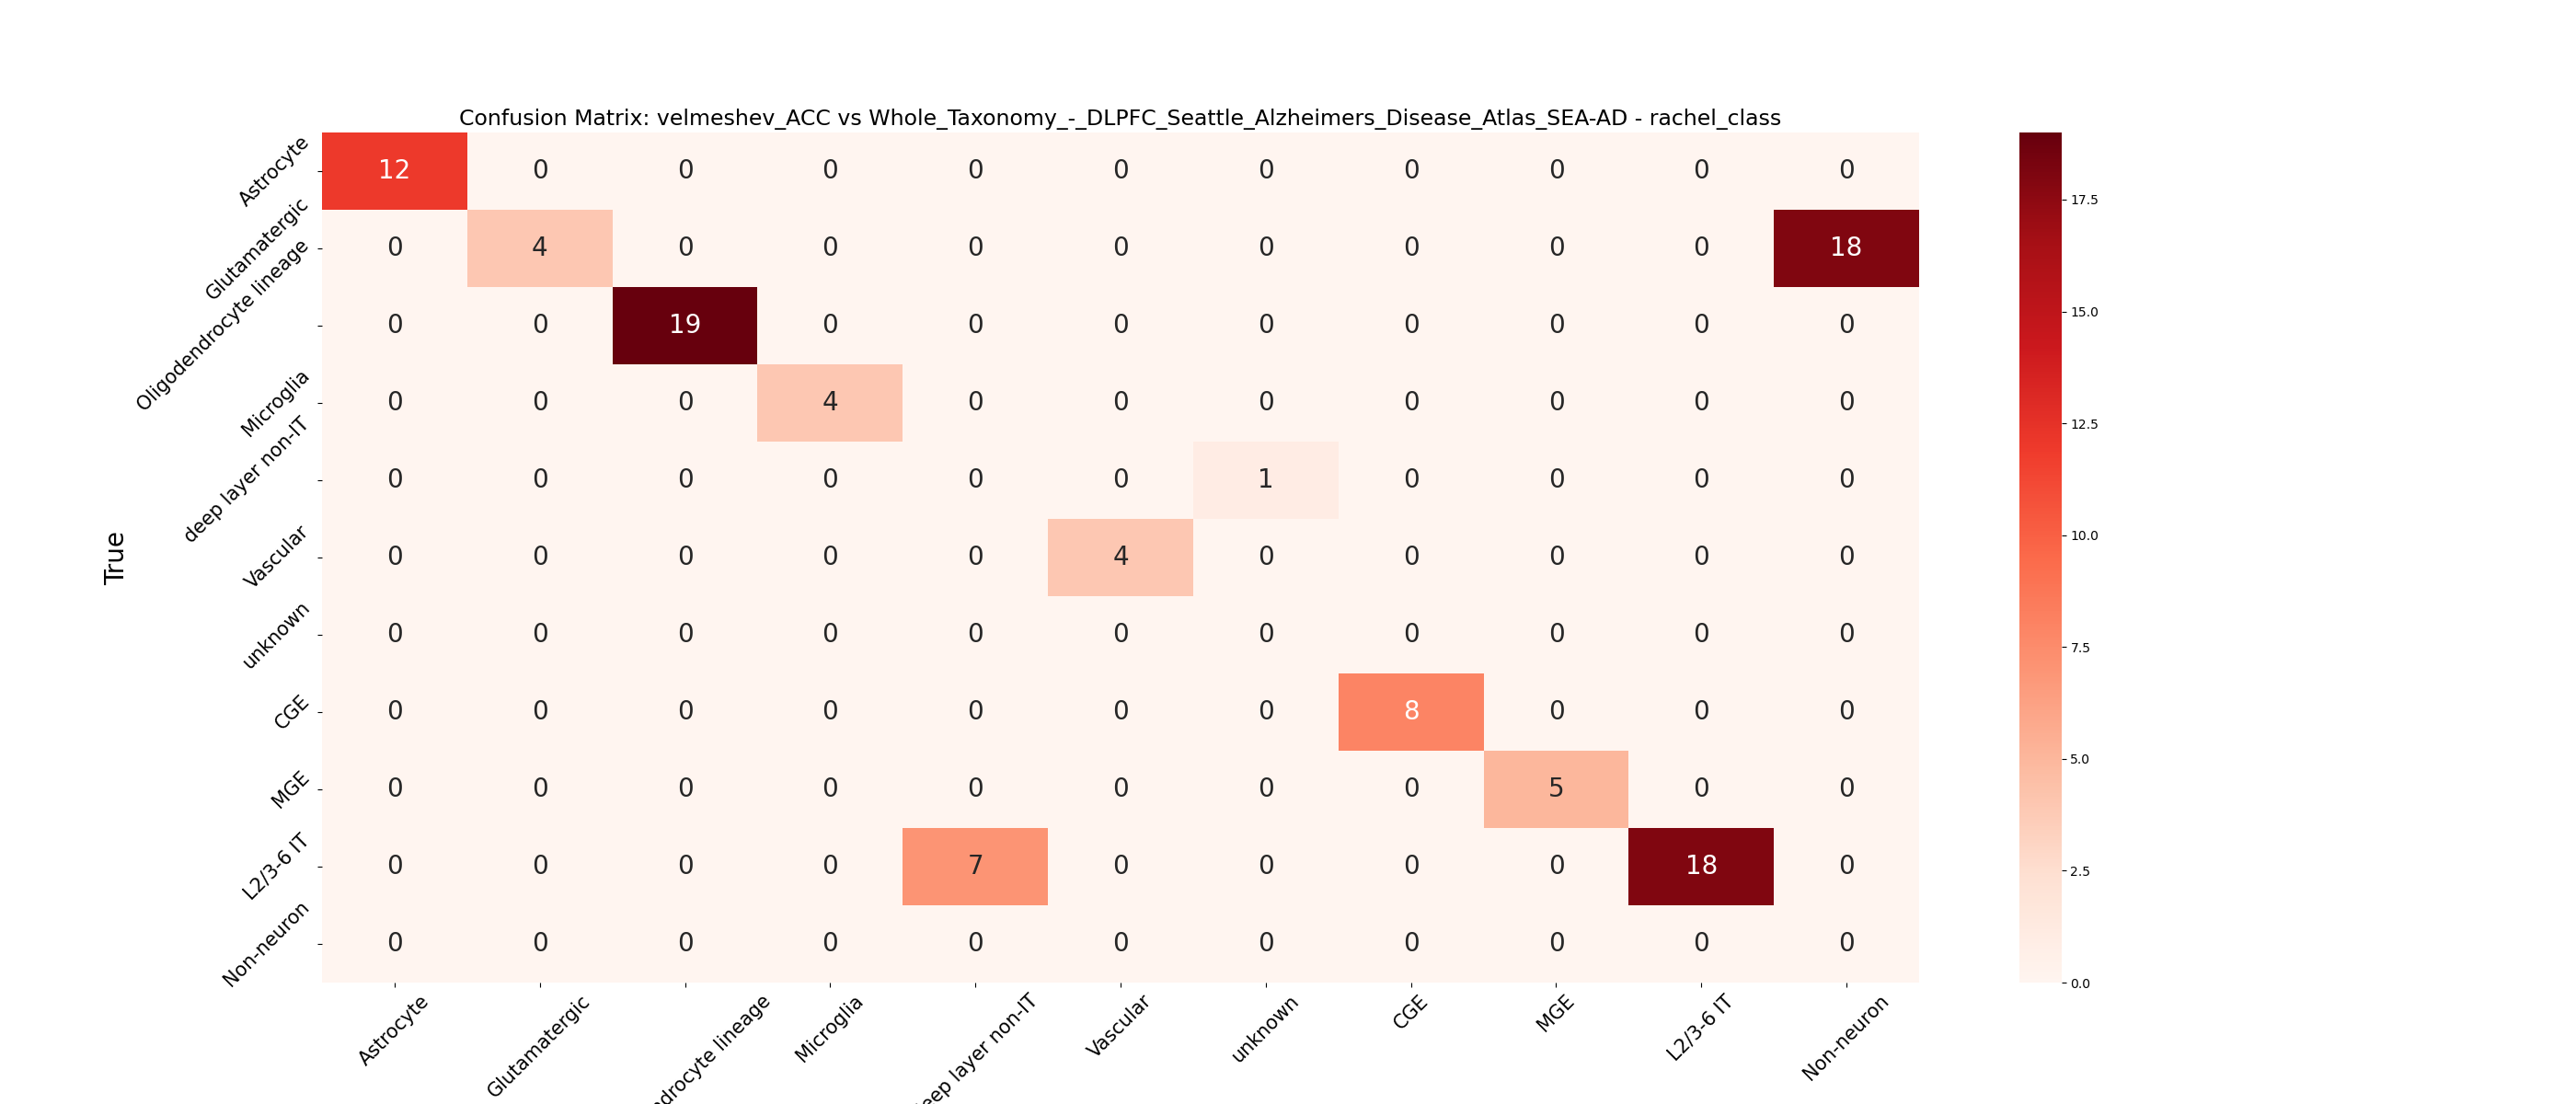 Confusion Matrix: velmeshev_ACC vs Whole_Taxonomy_-_DLPFC_Seattle_Alzheimers_Disease_Atlas_SEA-AD - rachel_class
True
Astrocyte 12 0 0 0 0 0 0 0 0 0 0
Glutamatergic 0 4 0 0 0 0 0 0 0 0 18
Oligodendrocyte lineage 0 0 19 0 0 0 0 0 0 0 0
Microglia 0 0 0 4 0 0 0 0 0 0 0
deep layer non-IT 0 0 0 0 0 0 1 0 0 0 0
Vascular 0 0 0 0 0 4 0 0 0 0 0
unknown 0 0 0 0 0 0 0 0 0 0 0
CGE 0 0 0 0 0 0 0 8 0 0 0
MGE 0 0 0 0 0 0 0 0 5 0 0
L2/3-6 IT 0 0 0 0 7 0 0 0 0 18 0
Non-neuron 0 0 0 0 0 0 0 0 0 0 0
Astrocyte Glutamatergic lineage Microglia layer non-IT Vascular unknown CGE MGE L2/3-6 IT Non-neuron
17.5
15.0
12.5
10.0
7.5
5.0
2.5
0.0